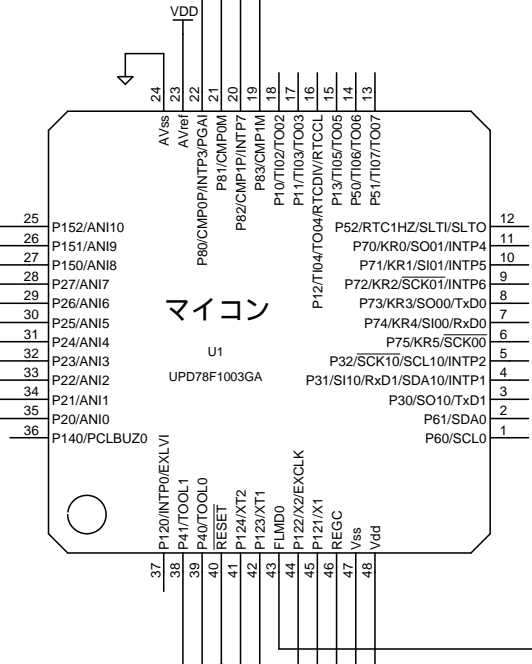 VDD
24
23
22
21
20
19
18
17
16
15
14
13
AVss
AVref
P80/CMP0P/INTP3/PGAI
P81/CMP0M
P82/CMP1P/INTP7
P83/CMP1M
P10/TI02/TO02
P11/TI03/TO03
P12/TI04/TO04/RTCDIV/RTCCL
P13/TI05/TO05
P50/TI06/TO06
P51/TI07/TO07
25 P152/ANI10
26 P151/ANI9
27 P150/ANI8
28 P27/ANI7
29 P26/ANI6
30 P25/ANI5
31 P24/ANI4
32 P23/ANI3
33 P22/ANI2
34 P21/ANI1
35 P20/ANI0
36 P140/PCLBUZ0
マイコン
U1
UPD78F1003GA
P52/RTC1HZ/SLTI/SLTO 12
P70/KR0/SO01/INTP4 11
P71/KR1/SI01/INTP5 10
P72/KR2/SCK01/INTP6 9
P73/KR3/SO00/TxD0 8
P74/KR4/SI00/RxD0 7
P75/KR5/SCK00 6
P32/SCK10/SCL10/INTP2 5
P31/SI10/RxD1/SDA10/INTP1 4
P30/SO10/TxD1 3
P61/SDA0 2
P60/SCL0 1
P120/INTP0/EXLVI
P41/TOOL1
P40/TOOL0
RESET
P124/XT2
P123/XT1
FLMD0
P122/X2/EXCLK
P121/X1
REGC
Vss
Vdd
37
38
39
40
41
42
43
44
45
46
47
48